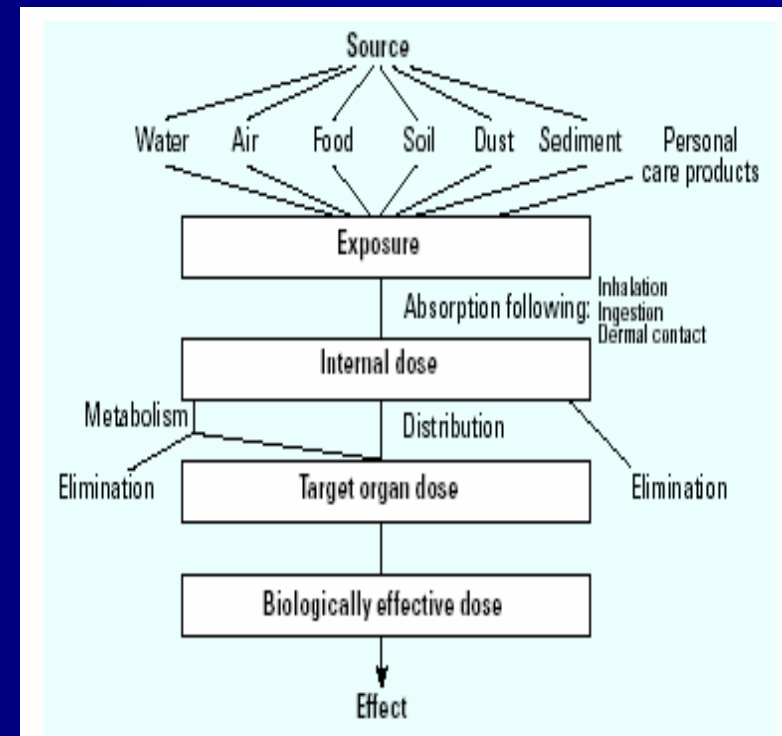 Source
Water Air Food Soil Dust Sediment Personal
care products
Exposure
Absorption following: Inhalation
Ingestion
Dermal contact
Internal dose
Metabolism
Distribution
Elimination
Target organ dose
Elimination
Biologically effective dose
Effect